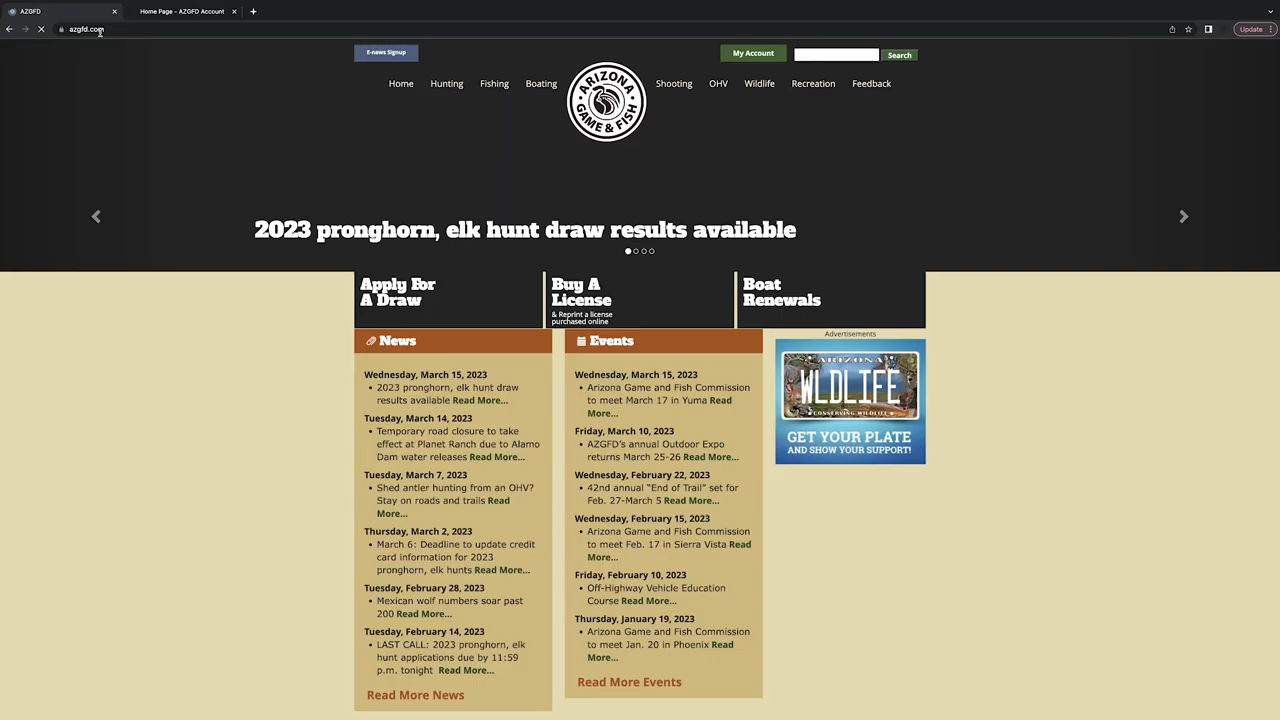 AZGFD
Home Page - AZGFD Account
azgfd.com
Update
E-news Signup
My Account
Search
Home
Hunting
Fishing
Boating
ARIZONA
GAME & FISH
Shooting
OHV
Wildlife
Recreation
Feedback
2023 pronghorn, elk hunt draw results available
Apply For
A Draw
Buy A
License
& Reprint a license
purchased online
Boat
Renewals
News
Wednesday, March 15, 2023
• 2023 pronghorn, elk hunt draw
results available Read More...
Tuesday, March 14, 2023
• Temporary road closure to take
effect at Planet Ranch due to Alamo
Dam water releases Read More...
Tuesday, March 7, 2023
• Shed antler hunting from an OHV?
Stay on roads and trails Read
More...
Thursday, March 2, 2023
• March 6: Deadline to update credit
card information for 2023
pronghorn, elk hunts Read More...
Tuesday, February 28, 2023
• Mexican wolf numbers soar past
200 Read More...
Tuesday, February 14, 2023
• LAST CALL: 2023 pronghorn, elk
hunt applications due by 11:59
p.m. tonight Read More...
Read More News
Events
Wednesday, March 15, 2023
• Arizona Game and Fish Commission
to meet March 17 in Yuma Read
More...
Friday, March 10, 2023
• AZGFD's annual Outdoor Expo
returns March 25-26 Read More...
Wednesday, February 22, 2023
• 42nd annual “End of Trail” set for
Feb. 27-March 5 Read More...
Wednesday, February 15, 2023
• Arizona Game and Fish Commission
to meet Feb. 17 in Sierra Vista Read
More...
Friday, February 10, 2023
• Off-Highway Vehicle Education
Course Read More...
Thursday, January 19, 2023
• Arizona Game and Fish Commission
to meet Jan. 20 in Phoenix Read
More...
Read More Events
Advertisements
ARIZONA
WLDLIFE
CONSERVING WILDLIFE
GET YOUR PLATE
AND SHOW YOUR SUPPORT!